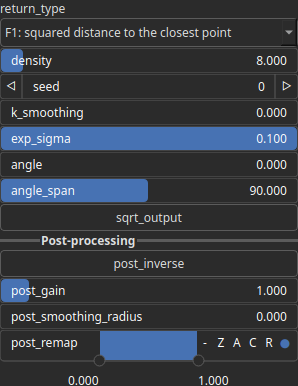 return_type
F1: squared distance to the closest point
density 8.000
seed 0
k_smoothing 0.000
exp_sigma 0.100
angle 0.000
angle_span 90.000
sqrt_output
Post-processing
post_inverse
post_gain 1.000
post_smoothing_radius 0.000
post_remap - Z A C R
0.000 1.000